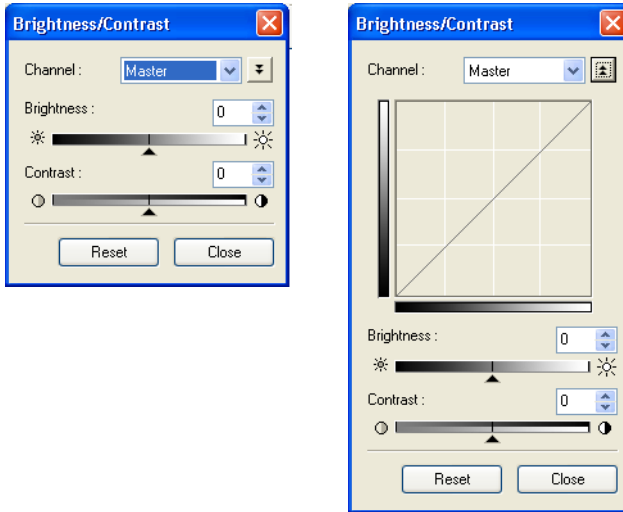 Brightness/Contrast
Channel : Master
Brightness : 0
Contrast : 0
Reset Close
Brightness/Contrast
Channel : Master
Brightness : 0
Contrast : 0
Reset Close